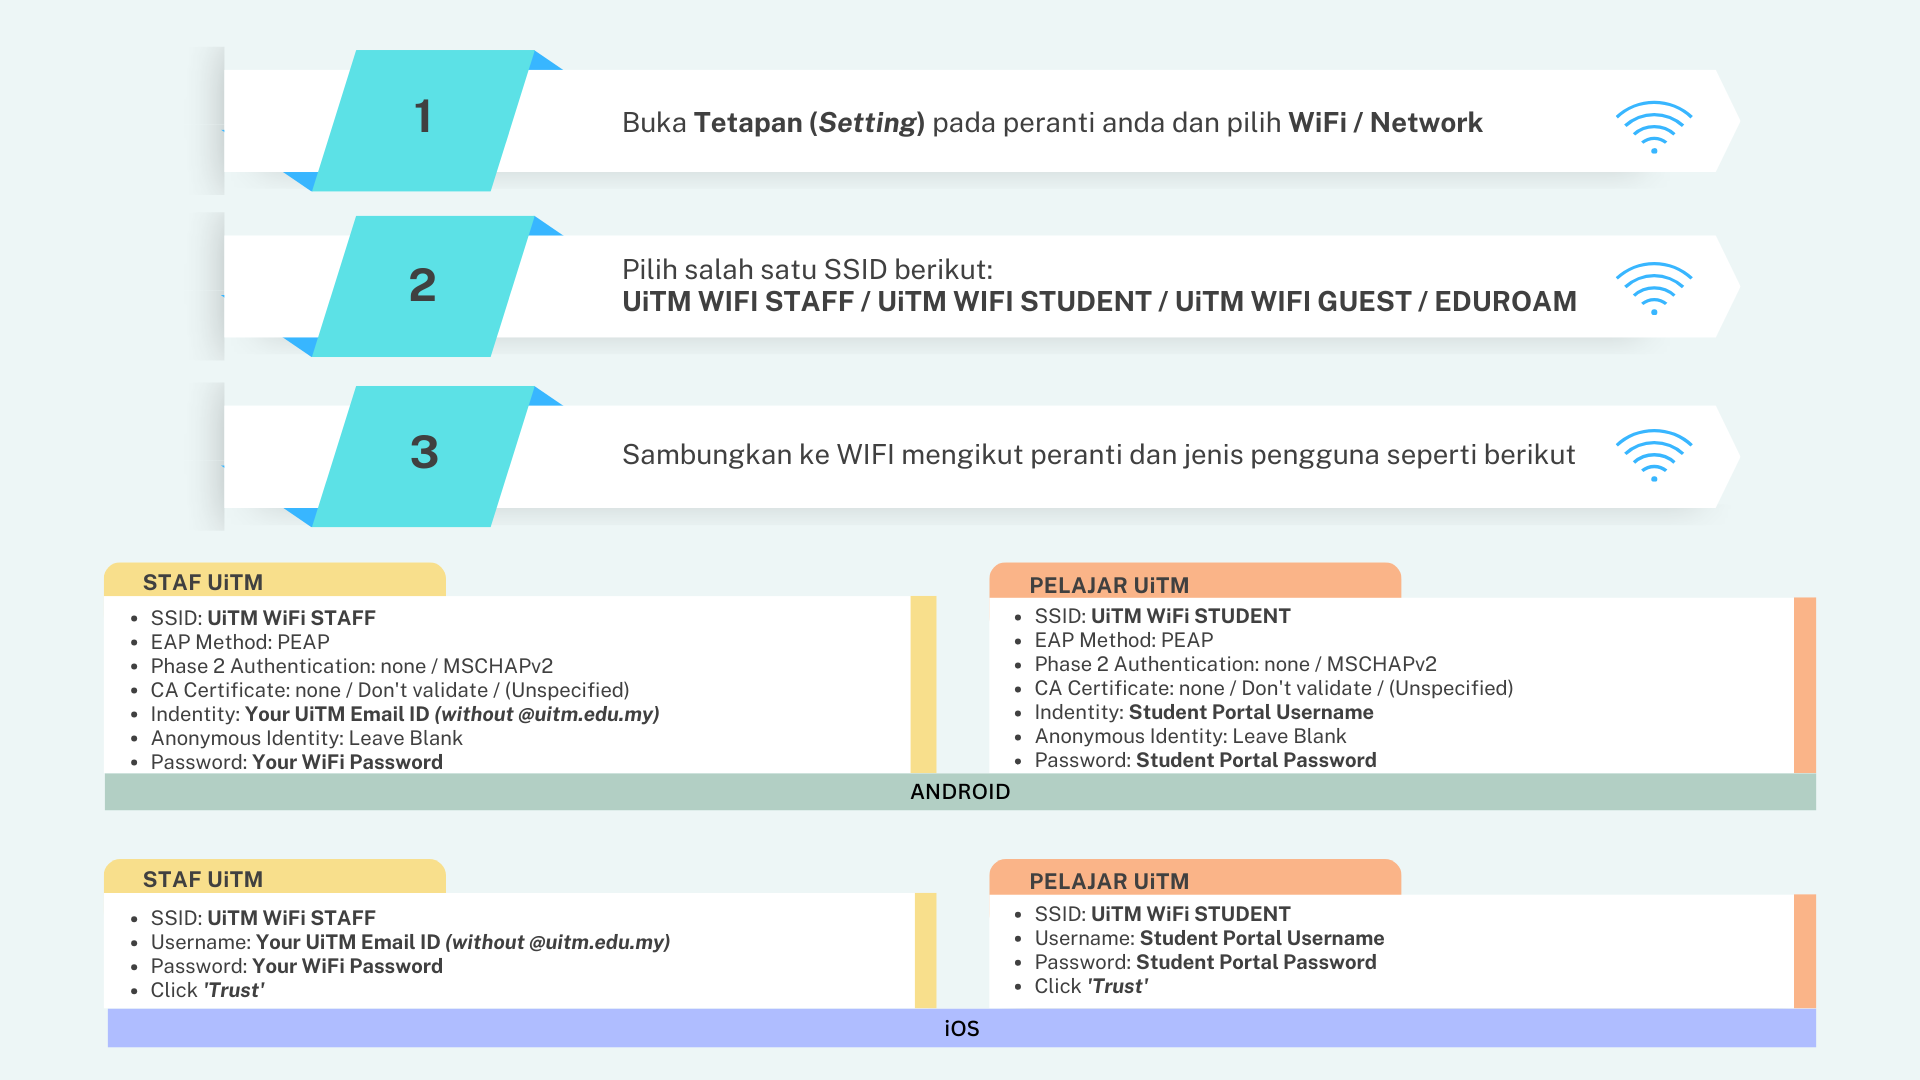 1
Buka Tetapan (Setting) pada peranti anda dan pilih WiFi / Network
2
Pilih salah satu SSID berikut:
UiTM WIFI STAFF / UiTM WIFI STUDENT / UiTM WIFI GUEST / EDUROAM
3
Sambungkan ke WIFI mengikut peranti dan jenis pengguna seperti berikut
STAF UiTM
• SSID: UiTM WiFi STAFF
• EAP Method: PEAP
• Phase 2 Authentication: none / MSCHAPv2
• CA Certificate: none / Don't validate / (Unspecified)
• Indentity: Your UiTM Email ID (without @uitm.edu.my)
• Anonymous Identity: Leave Blank
• Password: Your WiFi Password
PELAJAR UiTM
• SSID: UiTM WiFi STUDENT
• EAP Method: PEAP
• Phase 2 Authentication: none / MSCHAPv2
• CA Certificate: none / Don't validate / (Unspecified)
• Indentity: Student Portal Username
• Anonymous Identity: Leave Blank
• Password: Student Portal Password
ANDROID
STAF UiTM
• SSID: UiTM WiFi STAFF
• Username: Your UiTM Email ID (without @uitm.edu.my)
• Password: Your WiFi Password
• Click 'Trust'
PELAJAR UiTM
• SSID: UiTM WiFi STUDENT
• Username: Student Portal Username
• Password: Student Portal Password
• Click 'Trust'
iOS